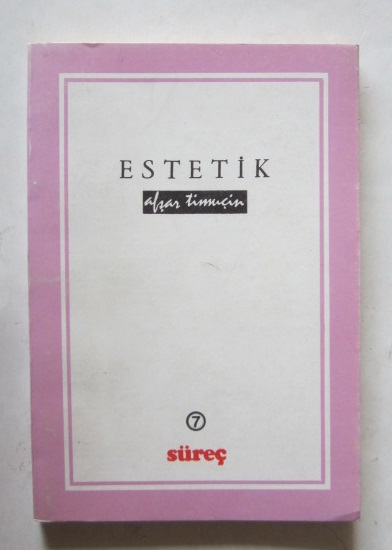 ESTETİK
afşar timuçin
7
süreç